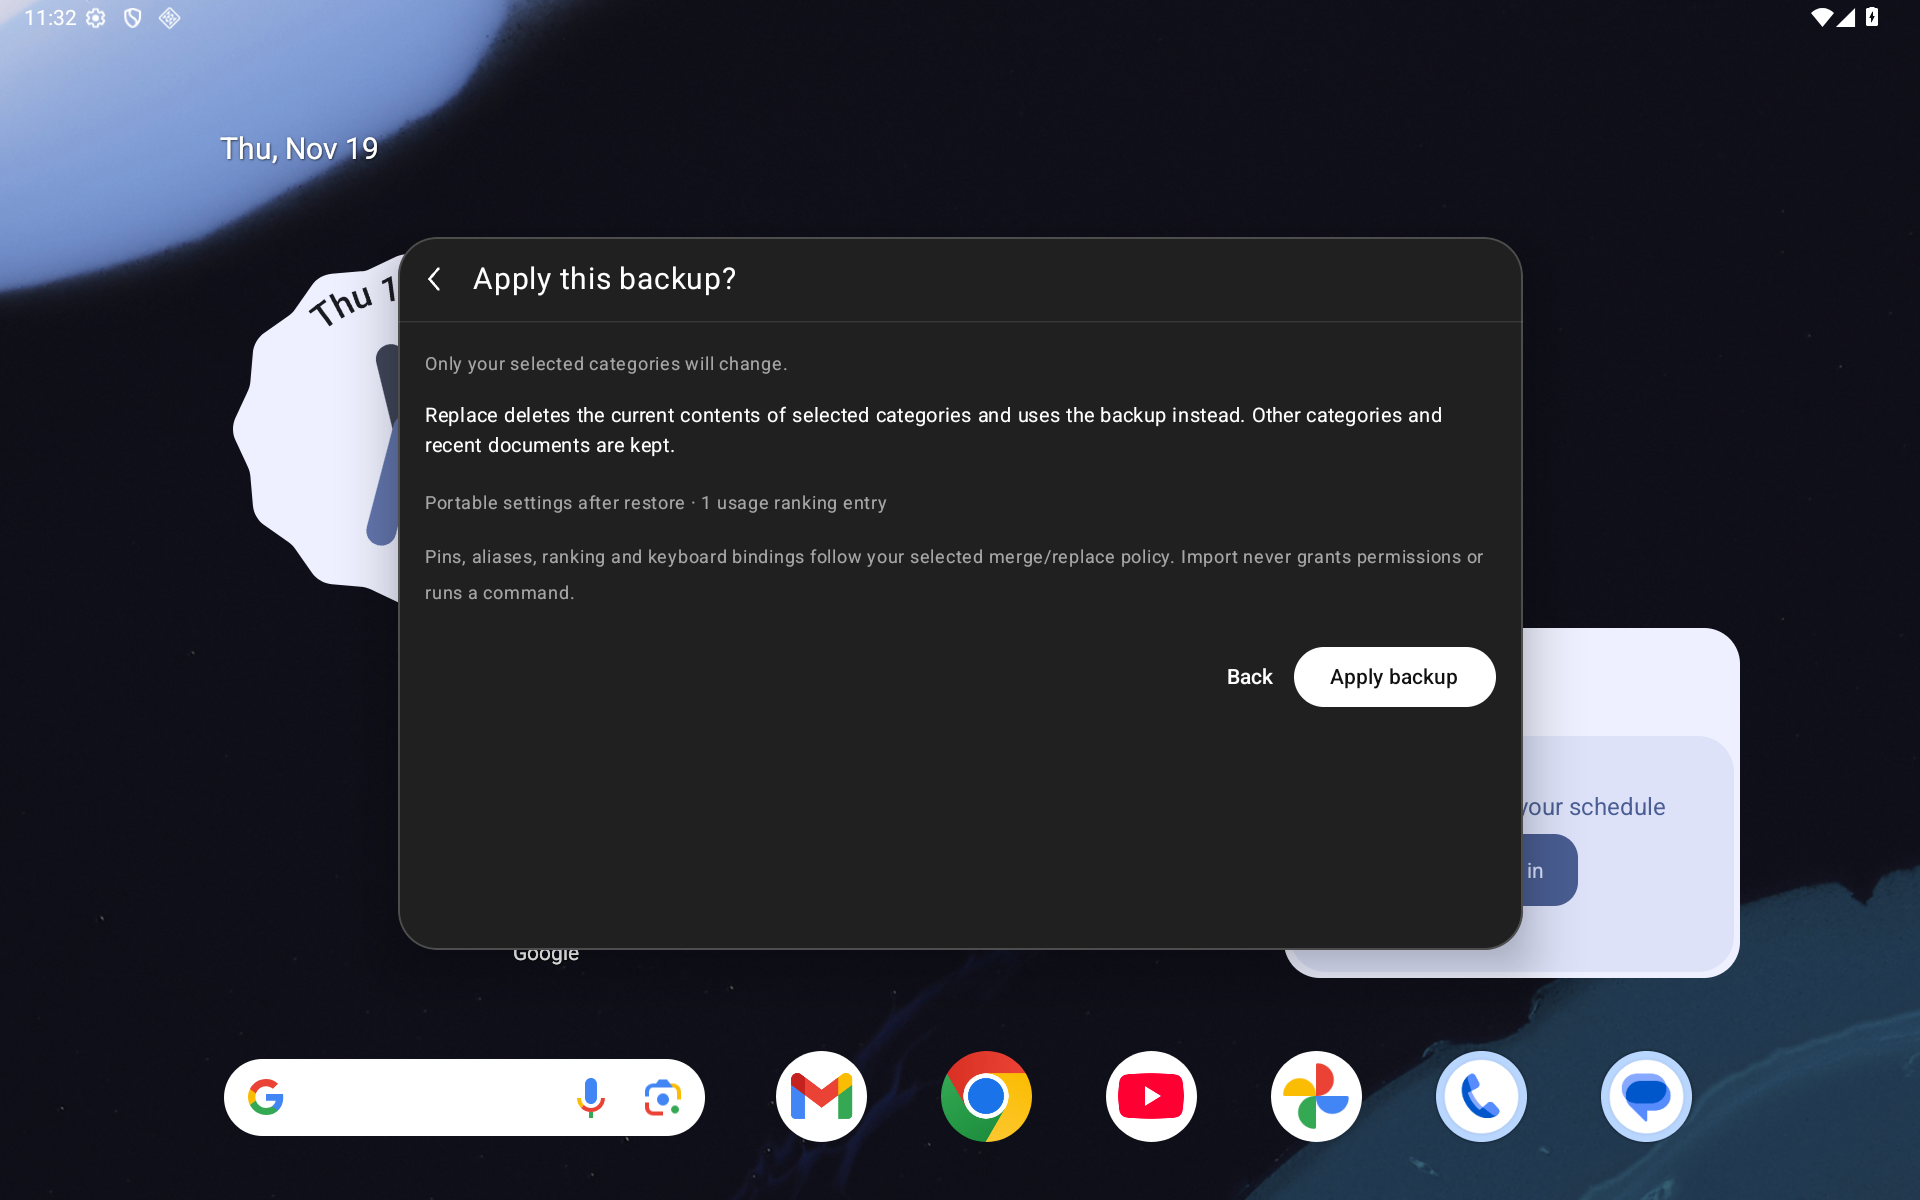 11:32
Thu, Nov 19
Thu 1
Apply this backup?
Only your selected categories will change.
Replace deletes the current contents of selected categories and uses the backup instead. Other categories and
recent documents are kept.
Portable settings after restore · 1 usage ranking entry
Pins, aliases, ranking and keyboard bindings follow your selected merge/replace policy. Import never grants permissions or
runs a command.
Back
Apply backup
your schedule
in
Google